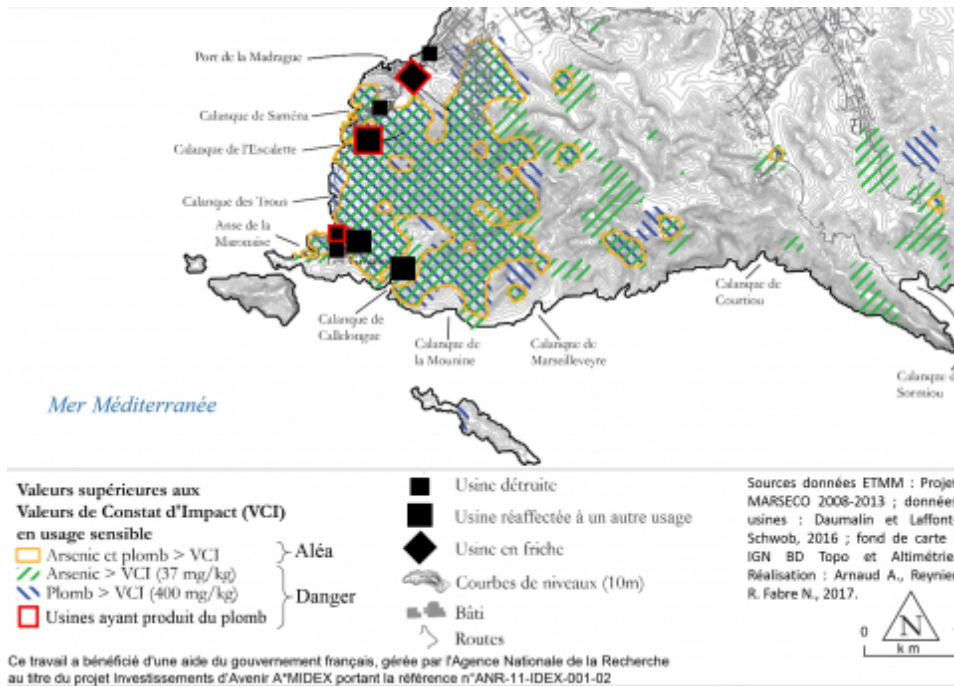 Port de la Madrague
Calanque de Saména
Calanque de l'Escalette
Calanque des Trous
Anse de la
Maronaise
Calanque de
Callelongue
Calanque de
la Mounine
Calanque de
Marseilleveyre
Calanque de
Courtiou
Calanque d
Sormiou
Mer Méditerranée
Valeurs supérieures aux
Valeurs de Constat d'Impact (VCI)
en usage sensible
Arsenic et plomb > VCI
Aléa
Arsenic > VCI (37 mg/kg)
Plomb > VCI (400 mg/kg)
Danger
Usines ayant produit du plomb
Usine détruite
Usine réaffectée à un autre usage
Usine en friche
Courbes de niveaux (10m)
Bâti
Routes
Sources données ETMM : Projet
MARSECO 2008-2013 ; données
usines : Daumalin et Laffont-
Schwob, 2016 ; fond de carte
IGN BD Topo et Altimétrie
Réalisation : Arnaud A., Reynier
R. Fabre N., 2017.
N
0
km
Ce travail a bénéficié d'une aide du gouvernement français, gérée par l'Agence Nationale de la Recherche
au titre du projet Investissements d'Avenir A*MIDEX portant la référence n°ANR-11-IDEX-001-02